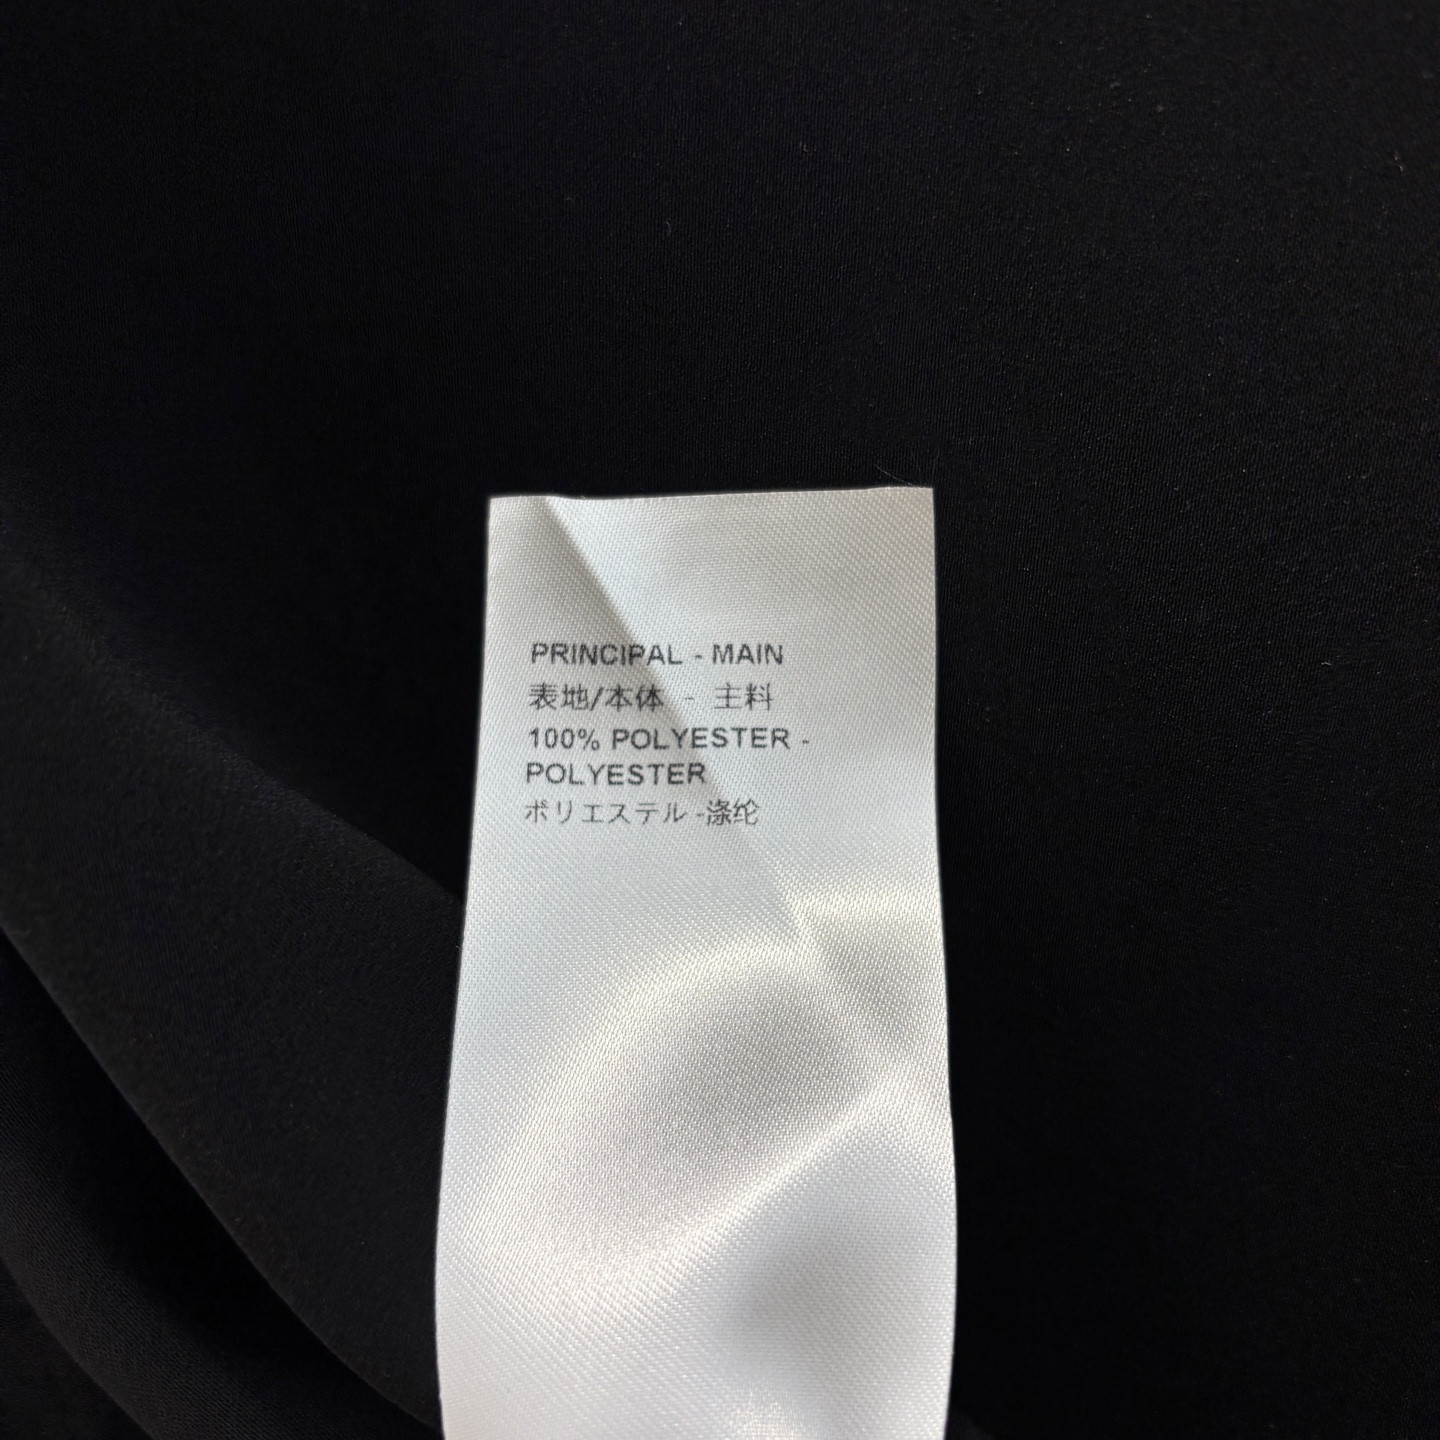 PRINCIPAL - MAIN
表地/本体 - 主料
100% POLYESTER -
POLYESTER
ポリエステル -涤纶